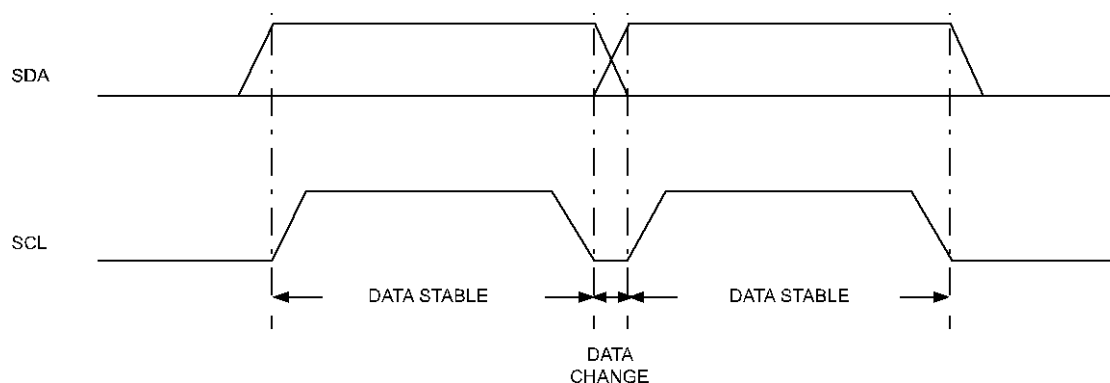 SDA
SCL
DATA STABLE
DATA STABLE
DATA
CHANGE